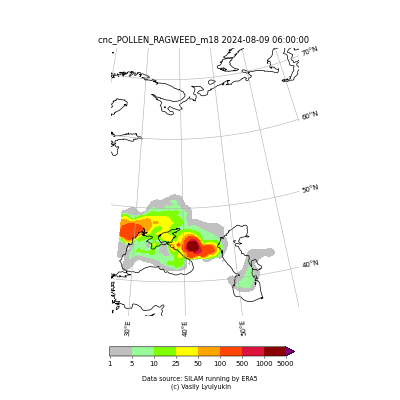 cnc_POLLEN_RAGWEED_m18 2024-08-09 06:00:00
70°N
60°N
50°N
40°N
30°E 40°E 50°E
1 5 10 25 50 100 500 1000 5000
Data source: SILAM running by ERA5
(c) Vasily Lyulyukin